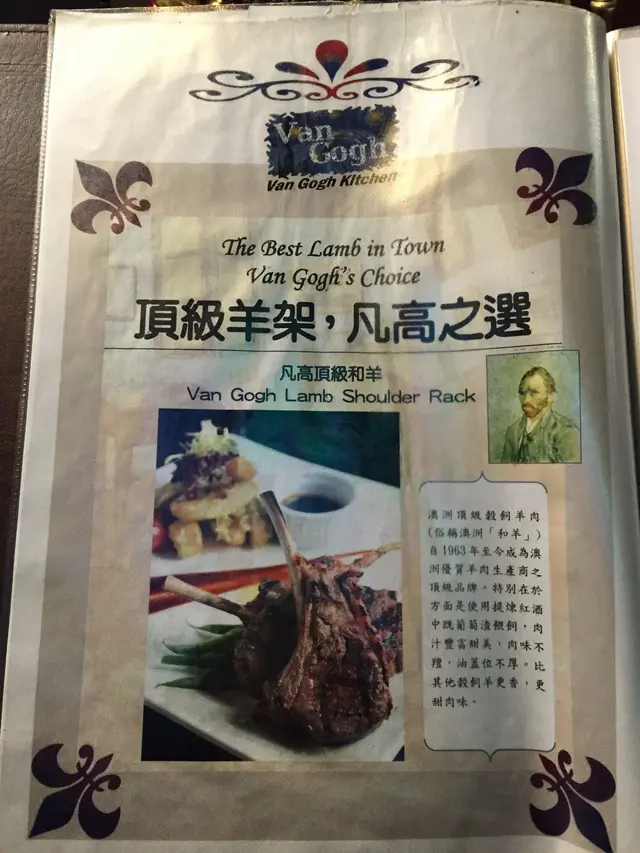 Van
Gogh
Van Gogh Kitchen
The Best Lamb in Town
Van Gogh's Choice
頂級羊架，凡高之選
凡高頂級和羊
Van Gogh Lamb Shoulder Rack
澳洲頂級穀飼羊肉
(俗稱澳洲「和羊」)
自1963年至今成為澳
洲優質羊肉生產商之
頂級品牌。特別在於
方面是使用提煉紅酒
中既葡萄渣餵飼，肉
汁豐富甜美，肉味不
羶，油蓋位不厚。比
其他穀飼羊更香，更
甜肉味。